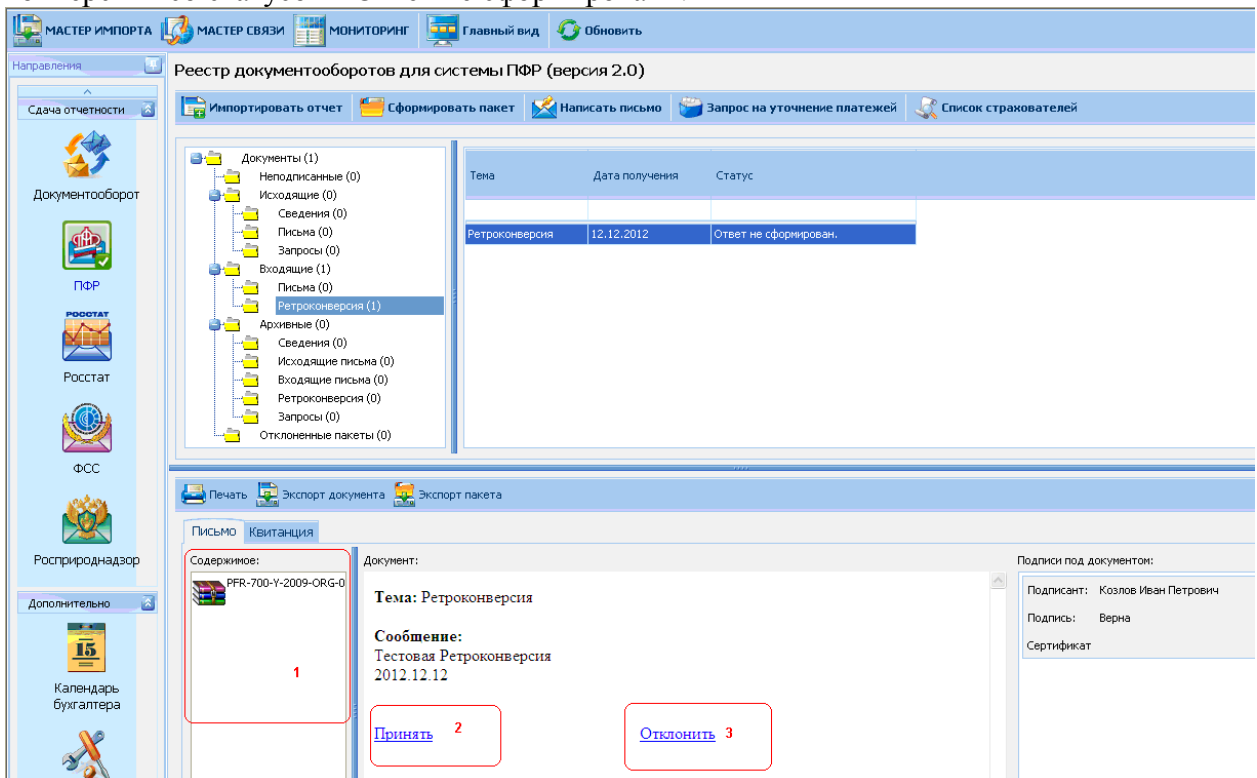 МАСТЕР ИМПОРТА МАСТЕР СВЯЗИ МОНИТОРИНГ Главный вид Обновить
Направления
Сдача отчетности
Документооборот
ПФР
РОССТАТ
Росстат
ФСС
Росприроднадзор
Дополнительно
15
Календарь
бухгалтера
Реестр документооборотов для системы ПФР (версия 2.0)
Импортировать отчет Сформировать пакет Написать письмо Запрос на уточнение платежей Список страхователей
Документы (1)
Неподписанные (0)
Исходящие (0)
Сведения (0)
Письма (0)
Запросы (0)
Входящие (1)
Письма (0)
Ретроконверсия (1)
Архивные (0)
Сведения (0)
Исходящие письма (0)
Входящие письма (0)
Ретроконверсия (0)
Запросы (0)
Отклоненные пакеты (0)
Тема Дата получения Статус
Ретроконверсия 12.12.2012 Ответ не сформирован.
Печать Экспорт документа Экспорт пакета
Письмо Квитанция
Содержимое:
PFR-700-Y-2009-ORG-0
1
Документ:
Тема: Ретроконверсия
Сообщение:
Тестовая Ретроконверсия
2012.12.12
Принять 2 Отклонить 3
Подписи под документом:
Подписант: Козлов Иван Петрович
Подпись: Верна
Сертификат